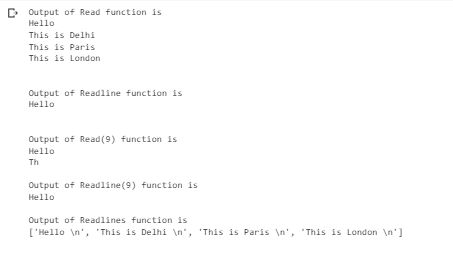 Output of Read function is
Hello
This is Delhi
This is Paris
This is London
Output of Readline function is
Hello
Output of Read(9) function is
Hello
Th
Output of Readline(9) function is
Hello
Output of Readlines function is
['Hello \n', 'This is Delhi \n', 'This is Paris \n', 'This is London \n']